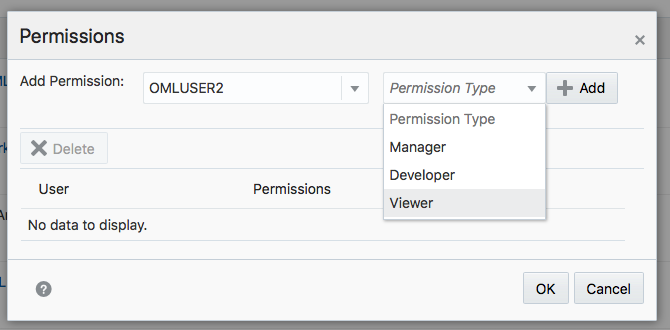 Permissions
Add Permission:
OMLUSER2
Permission Type
Add
Permission Type
Manager
Developer
Viewer
Delete
User
Permissions
No data to display.
OK
Cancel